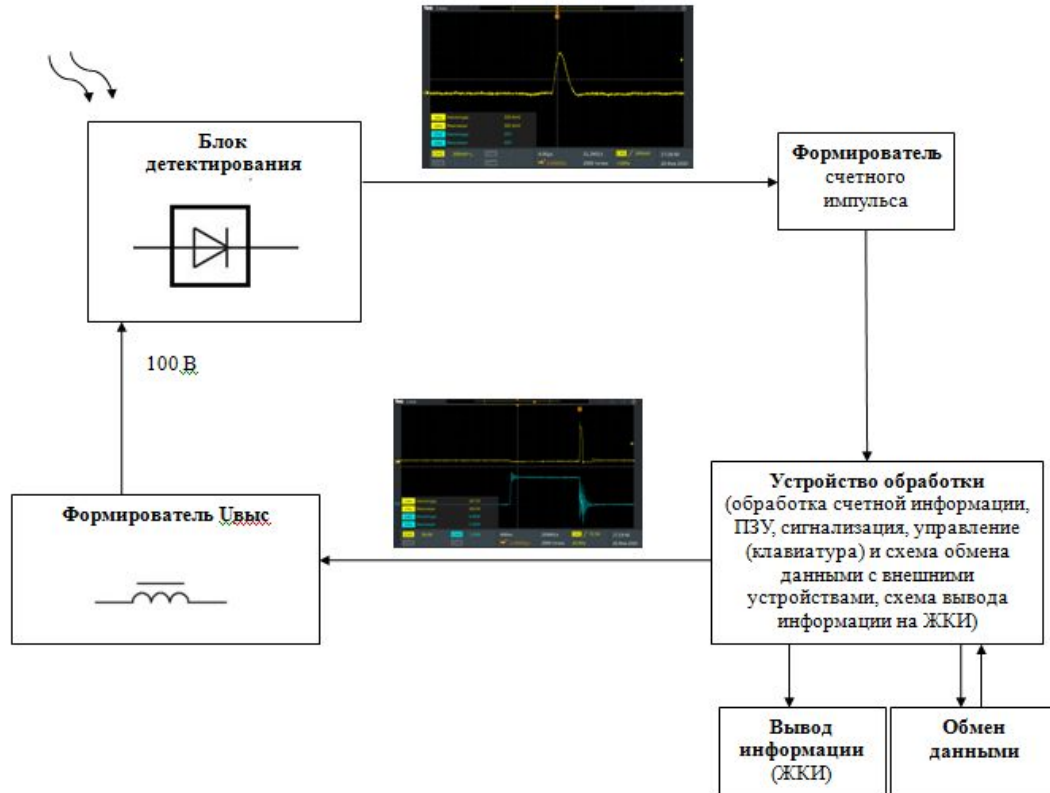 Блок
детектирования
Формирователь
счетного
импульса
100 В
Формирователь Uвыс
Устройство обработки
(обработка счетной информации,
ПЗУ, сигнализация, управление
(клавиатура) и схема обмена
данными с внешними
устройствами, схема вывода
информации на ЖКИ)
Вывод
информации
(ЖКИ)
Обмен
данными